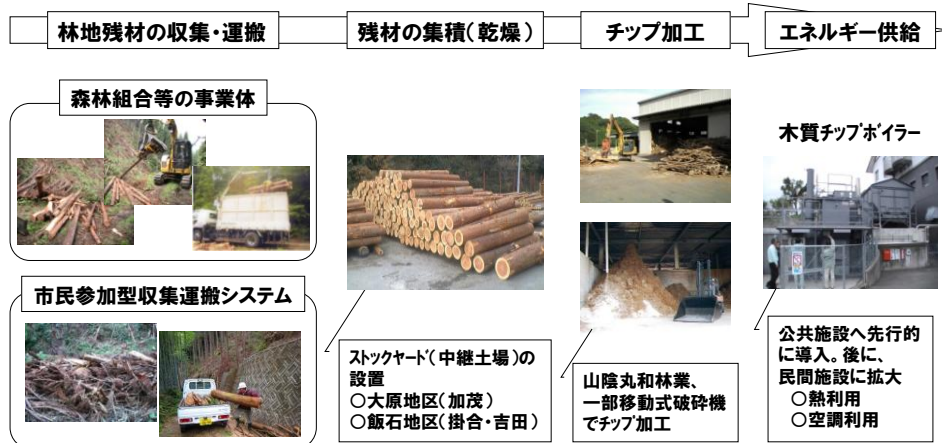 林地残材の収集・運搬
残材の集積(乾燥)
チップ加工
エネルギー供給
森林組合等の事業体
市民参加型収集運搬システム
ストックヤード(中継土場)の
設置
○大原地区(加茂)
○飯石地区(掛合・吉田)
山陰丸和林業、
一部移動式破砕機
でチップ加工
木質チップボイラー
公共施設へ先行的
に導入。後に、
民間施設に拡大
○熱利用
○空調利用